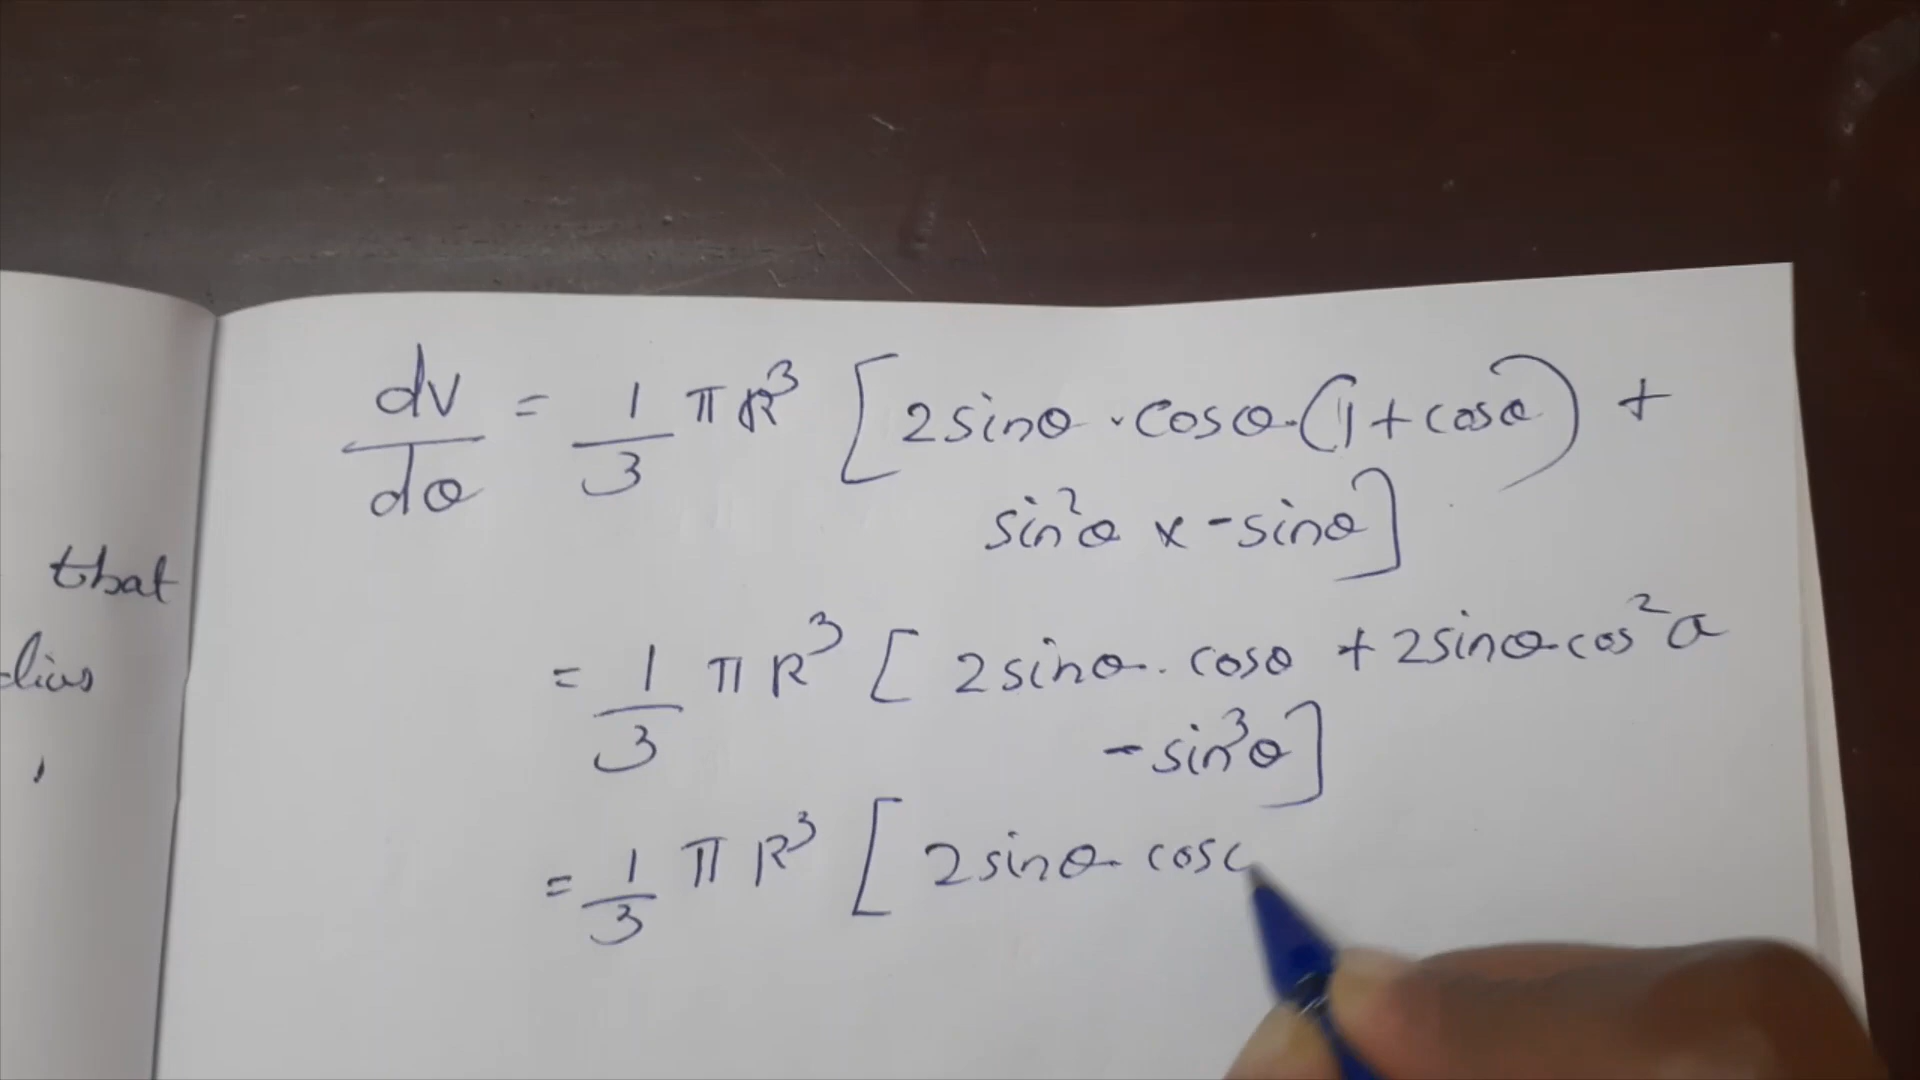 that
dv/dθ = 1/3 πR³ [2sinθ·cosθ·(1+cosθ) +
sin²θ x -sinθ]
= 1/3 πR³ [2sinθ. cosθ + 2sinθ cos²θ
- sin³θ]
= 1/3 πR³ [2sinθ cos